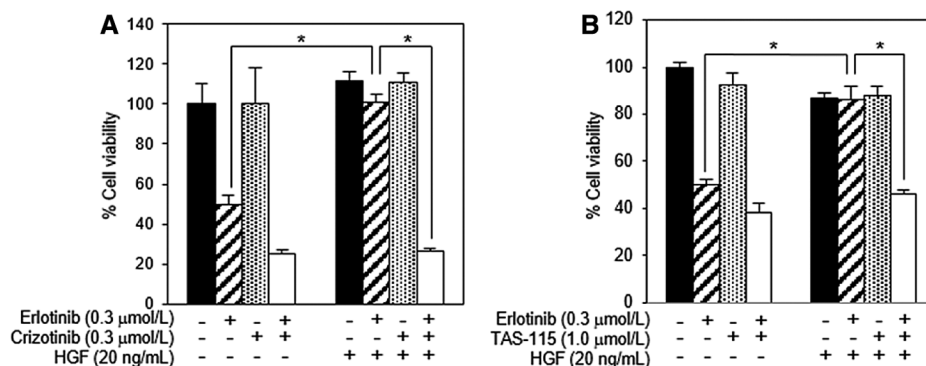 A
B
140
120
100
80
60
40
20
0
% Cell viability
*
*
Erlotinib (0.3 μmol/L) - + - + - + - +
Crizotinib (0.3 μmol/L) - - + + - - + +
HGF (20 ng/mL) - - - - + + + +
120
100
80
60
40
20
0
% Cell viability
*
*
Erlotinib (0.3 μmol/L) - + - + - + - +
TAS-115 (1.0 μmol/L) - - + + - - + +
HGF (20 ng/mL) - - - - + + + +